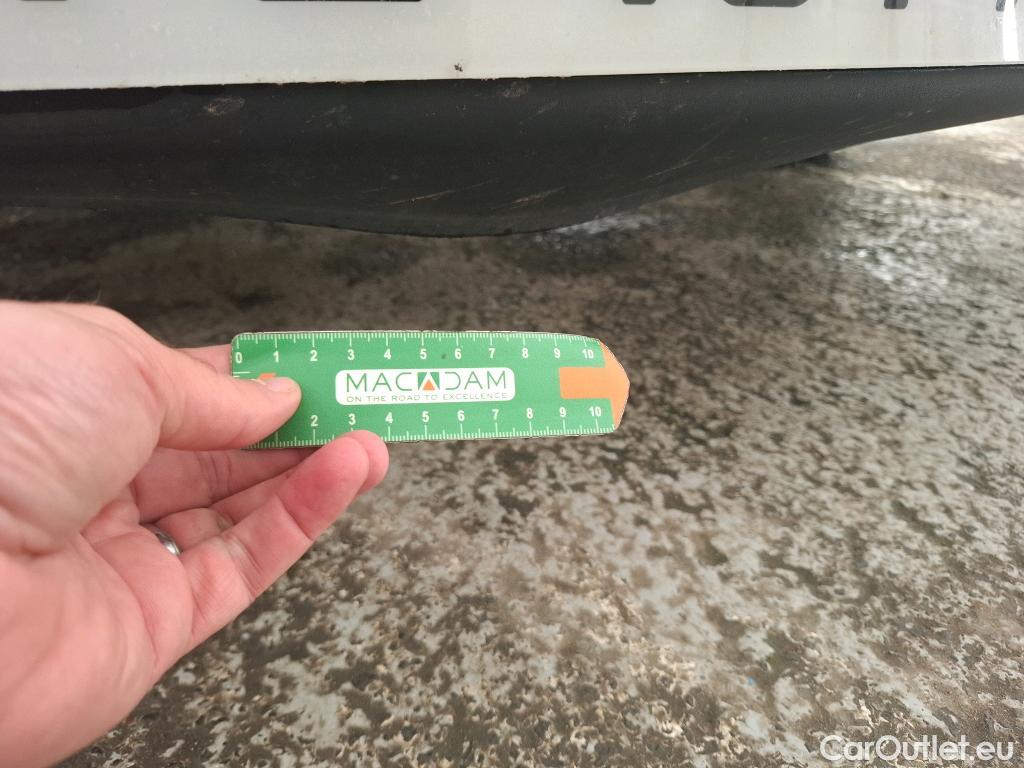 0 1 2 3 4 5 6 7 8 9 10
MACADAM
ON THE ROAD TO EXCELLENCE
2 3 4 5 6 7 8 9 10
CarOutlet.eu